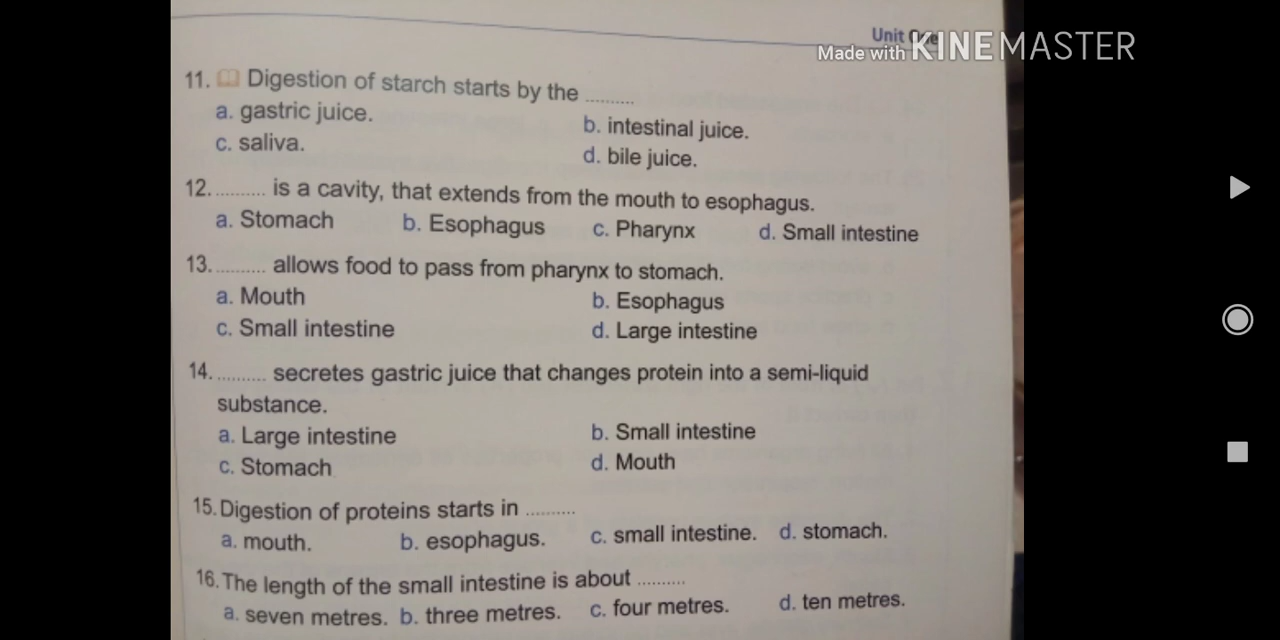 Unit One
Made with KINEMASTER
11. Digestion of starch starts by the ..........
a. gastric juice.
b. intestinal juice.
c. saliva.
d. bile juice.
12. .......... is a cavity, that extends from the mouth to esophagus.
a. Stomach b. Esophagus c. Pharynx d. Small intestine
13. .......... allows food to pass from pharynx to stomach.
a. Mouth b. Esophagus
c. Small intestine d. Large intestine
14. .......... secretes gastric juice that changes protein into a semi-liquid
substance.
a. Large intestine b. Small intestine
c. Stomach d. Mouth
15. Digestion of proteins starts in ..........
a. mouth. b. esophagus. c. small intestine. d. stomach.
16. The length of the small intestine is about ..........
a. seven metres. b. three metres. c. four metres. d. ten metres.